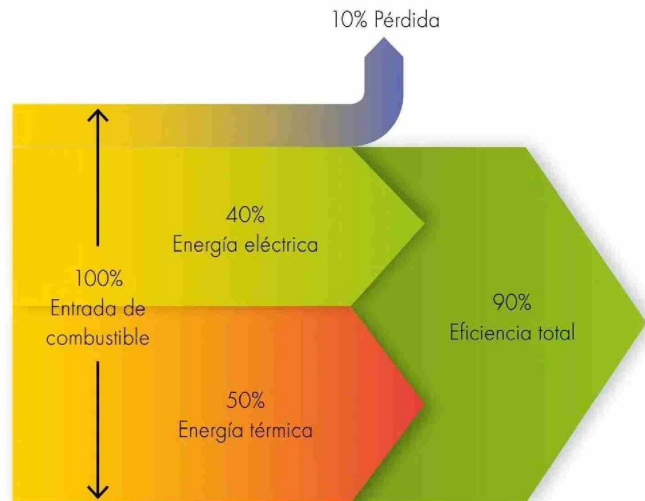 10% Pérdida
40%
Energía eléctrica
100%
Entrada de
combustible
90%
Eficiencia total
50%
Energía térmica